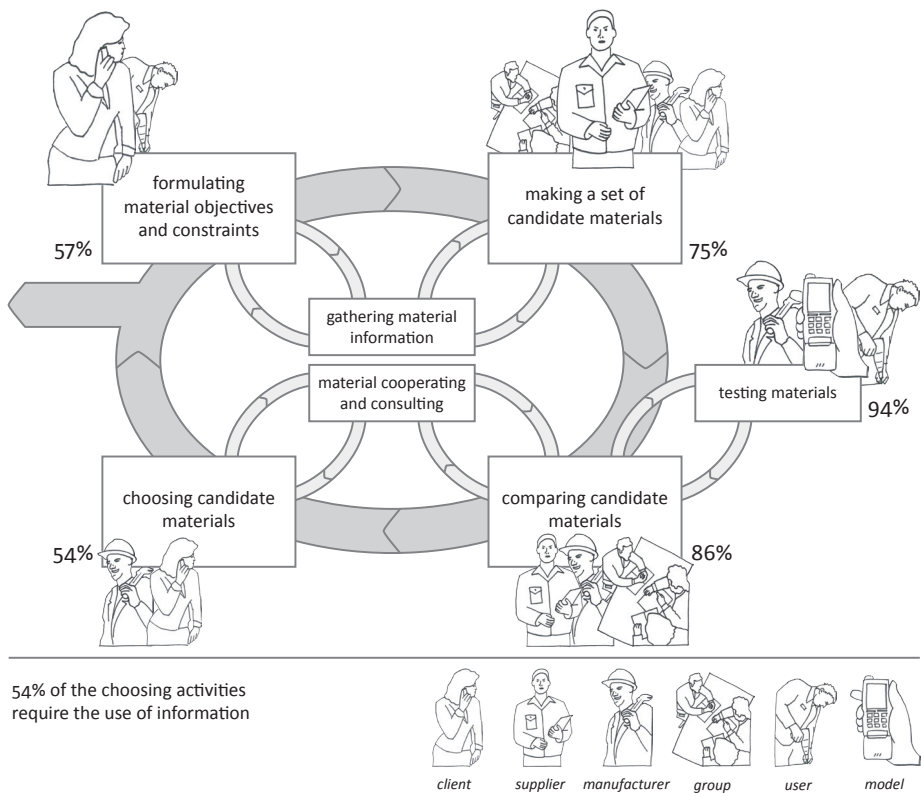 formulating
material objectives
and constraints
57%
making a set of
candidate materials
75%
gathering material
information
material cooperating
and consulting
testing materials
94%
choosing candidate
materials
54%
comparing candidate
materials
86%
54% of the choosing activities
require the use of information
client
supplier
manufacturer
group
user
model